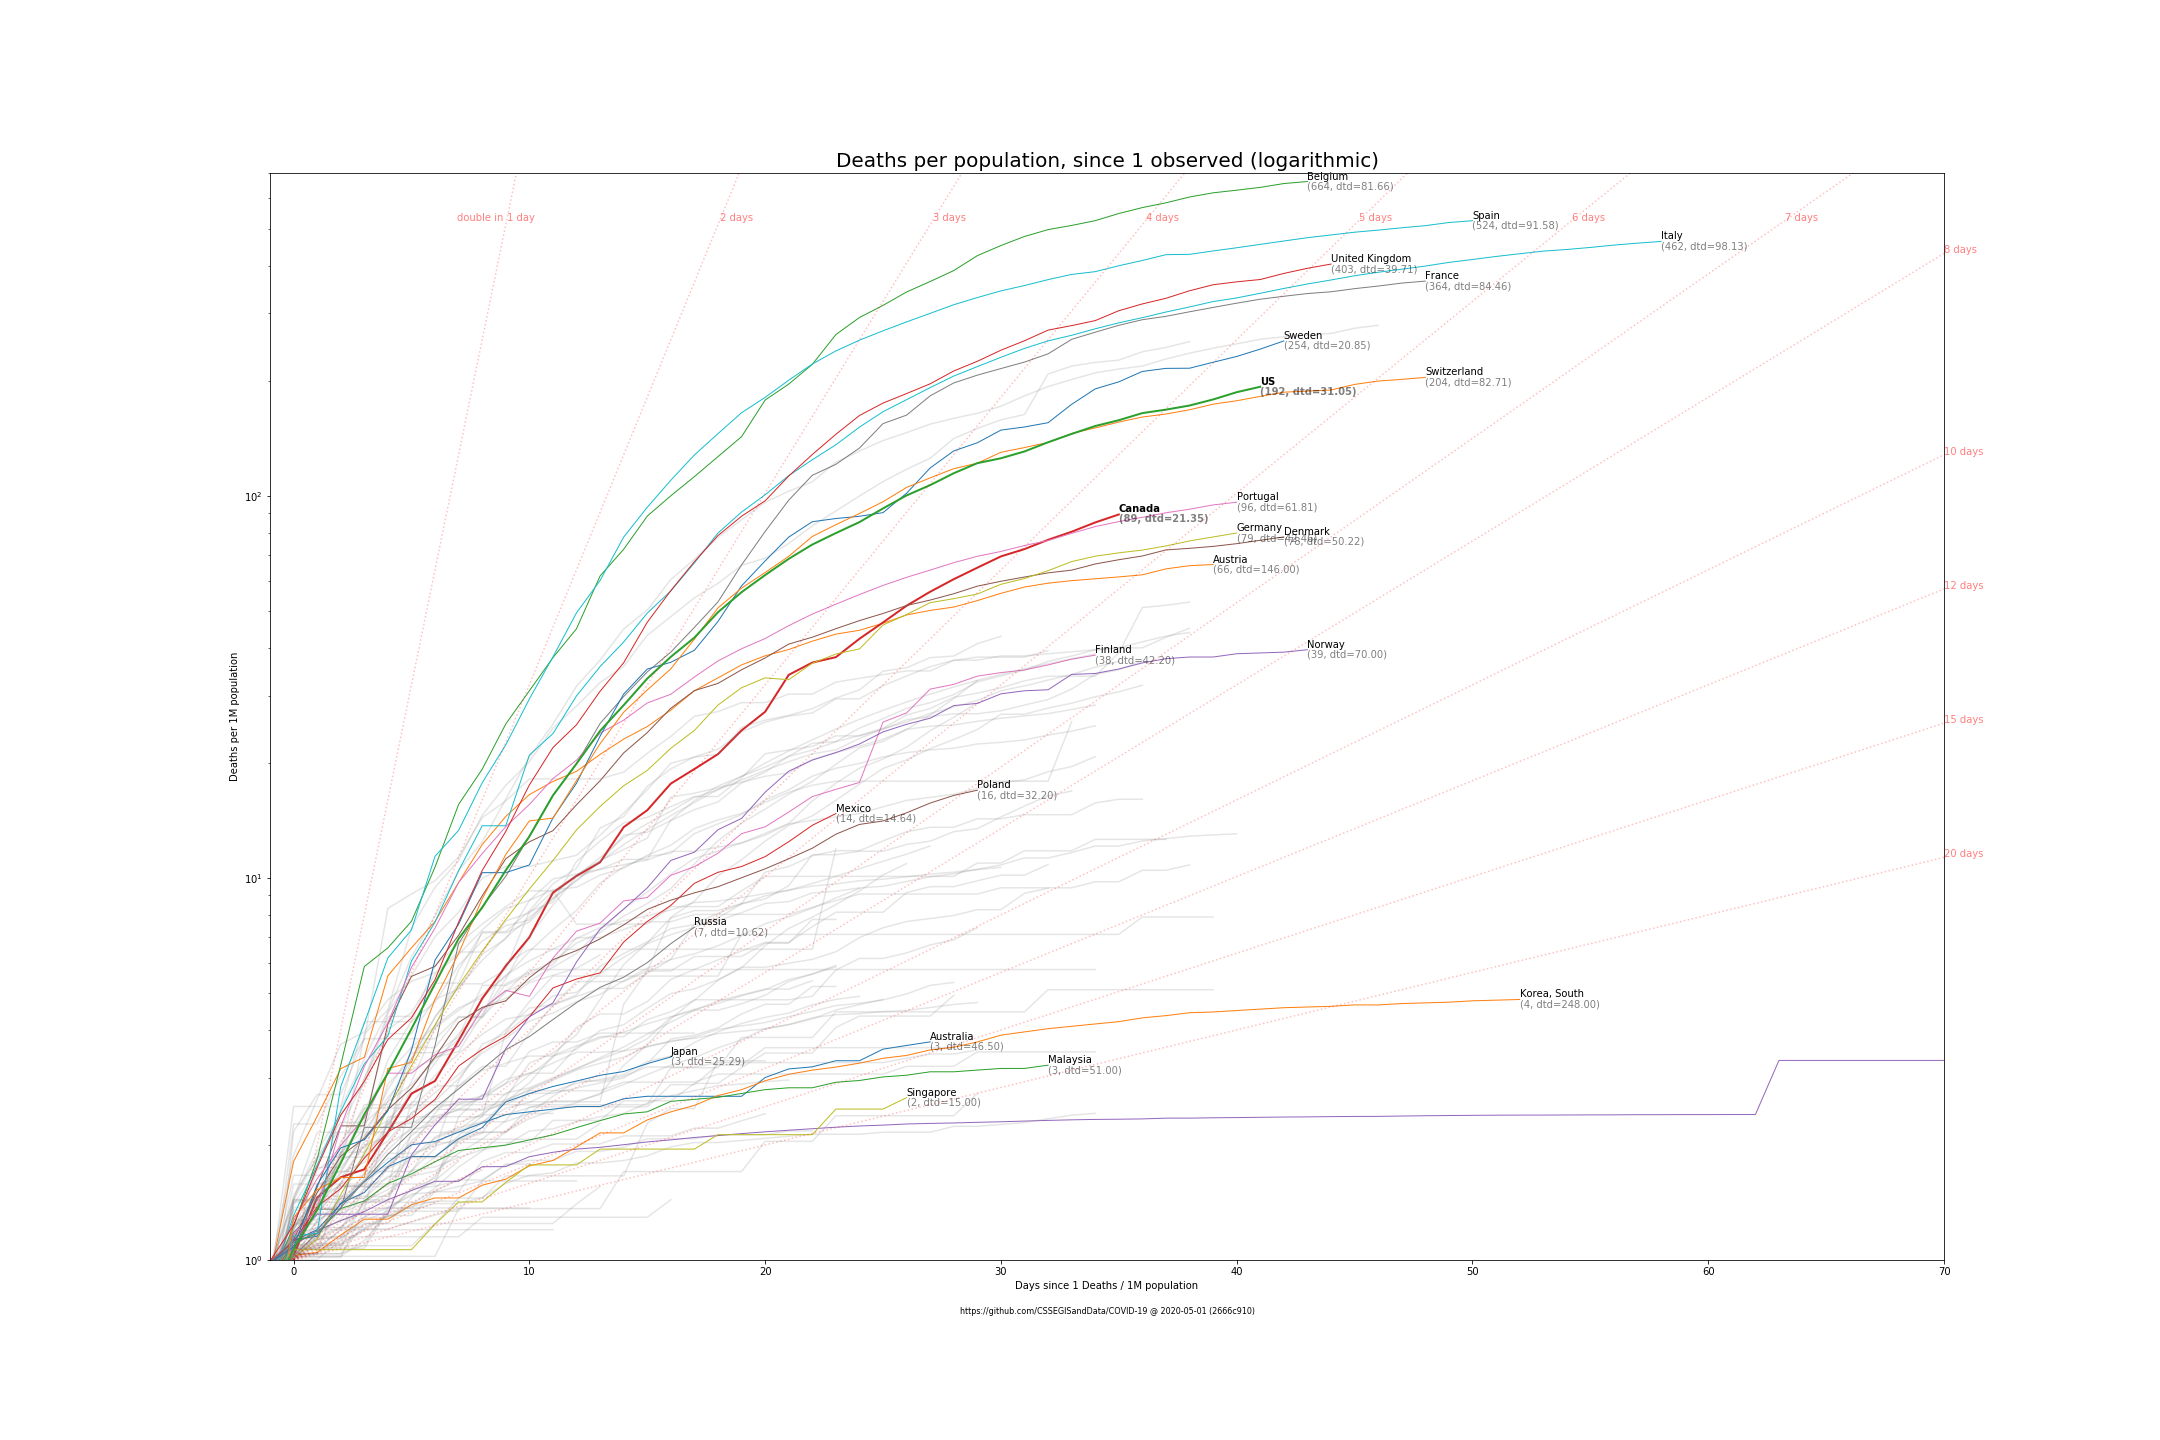 Deaths per population, since 1 observed (logarithmic)
Belgium
(664, dtd=81.66)
double in 1 day
2 days
3 days
4 days
5 days
6 days
7 days
Spain
(524, dtd=91.58)
Italy
(462, dtd=98.13)
8 days
United Kingdom
(403, dtd=39.71)
France
(364, dtd=84.46)
Sweden
(254, dtd=20.85)
Switzerland
(204, dtd=82.71)
US
(192, dtd=31.05)
10 days
10²
Portugal
(96, dtd=61.81)
Canada
(89, dtd=21.35)
Germany
(79,
Denmark
(78, dtd=50.22)
Austria
(66, dtd=146.00)
12 days
Norway
(39, dtd=70.00)
Finland
(38, dtd=42.20)
Deaths per 1M population
15 days
Poland
(16, dtd=32.20)
Mexico
(14, dtd=14.64)
20 days
10¹
Russia
(7, dtd=10.62)
Korea, South
(4, dtd=248.00)
Australia
(3, dtd=46.50)
Japan
(3, dtd=25.29)
Malaysia
(3, dtd=51.00)
Singapore
(2, dtd=15.00)
10⁰
0 10 20 30 40 50 60 70
Days since 1 Deaths / 1M population
https://github.com/CSSEGISandData/COVID-19 @ 2020-05-01 (2666c910)